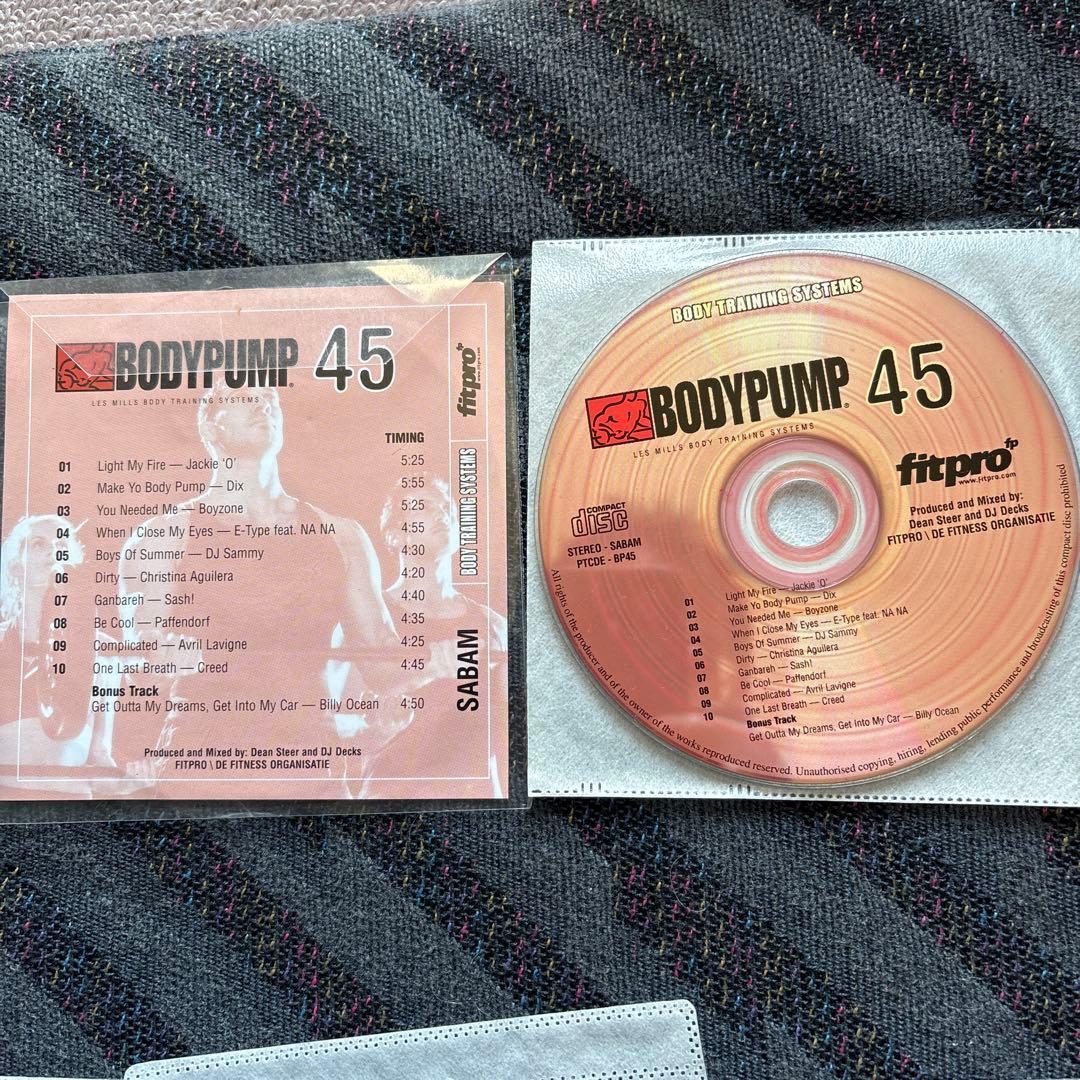 BODYPUMP® 45
LES MILLS BODY TRAINING SYSTEMS
fitpro fp
www.fitpro.com
BODY TRAINING SYSTEMS
SABAM
TIMING
01 Light My Fire — Jackie 'O' 5:25
02 Make Yo Body Pump — Dix 5:55
03 You Needed Me — Boyzone 5:25
04 When I Close My Eyes — E-Type feat. NA NA 4:55
05 Boys Of Summer — DJ Sammy 4:30
06 Dirty — Christina Aguilera 4:20
07 Ganbareh — Sash! 4:40
08 Be Cool — Paffendorf 4:35
09 Complicated — Avril Lavigne 4:25
10 One Last Breath — Creed 4:45
Bonus Track
Get Outta My Dreams, Get Into My Car — Billy Ocean 4:50
Produced and Mixed by: Dean Steer and DJ Decks
FITPRO \ DE FITNESS ORGANISATIE
BODY TRAINING SYSTEMS
BODYPUMP® 45
LES MILLS BODY TRAINING SYSTEMS
fitpro fp
www.fitpro.com
COMPACT
disc
STEREO - SABAM
PTCDE - BP45
Produced and Mixed by:
Dean Steer and DJ Decks
FITPRO \ DE FITNESS ORGANISATIE
01 Light My Fire — Jackie 'O'
02 Make Yo Body Pump — Dix
03 You Needed Me — Boyzone
04 When I Close My Eyes — E-Type feat. NA NA
05 Boys Of Summer — DJ Sammy
06 Dirty — Christina Aguilera
07 Ganbareh — Sash!
08 Be Cool — Paffendorf
09 Complicated — Avril Lavigne
10 One Last Breath — Creed
Bonus Track
Get Outta My Dreams, Get Into My Car — Billy Ocean
All rights of the producer and of the owner of the works reproduced reserved. Unauthorised copying, hiring, lending public performance and broadcasting of this compact disc prohibited